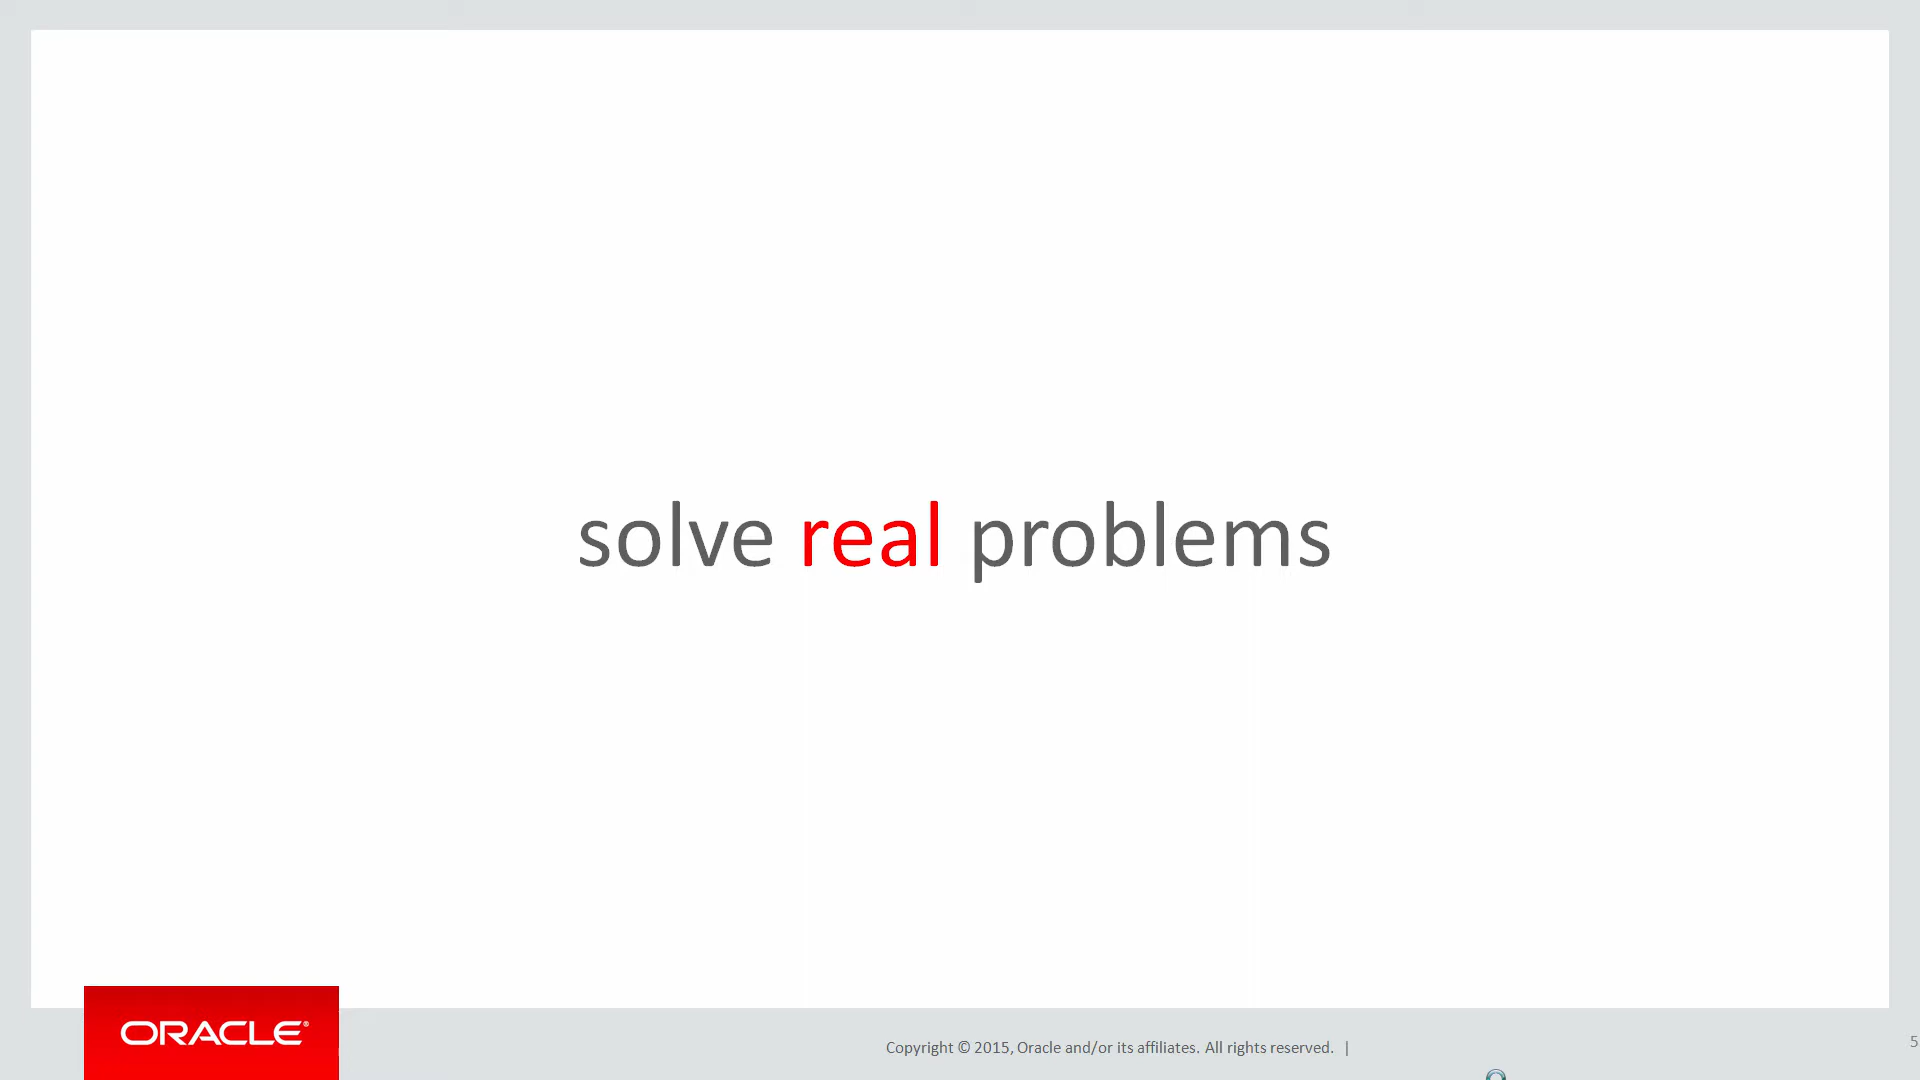 solve real problems
ORACLE®
Copyright © 2015, Oracle and/or its affiliates. All rights reserved. |
5